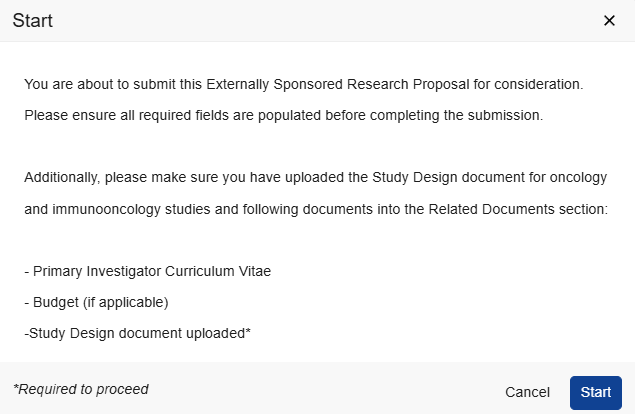 Start
×
You are about to submit this Externally Sponsored Research Proposal for consideration.
Please ensure all required fields are populated before completing the submission.
Additionally, please make sure you have uploaded the Study Design document for oncology
and immunooncology studies and following documents into the Related Documents section:
- Primary Investigator Curriculum Vitae
- Budget (if applicable)
-Study Design document uploaded*
*Required to proceed
Cancel
Start